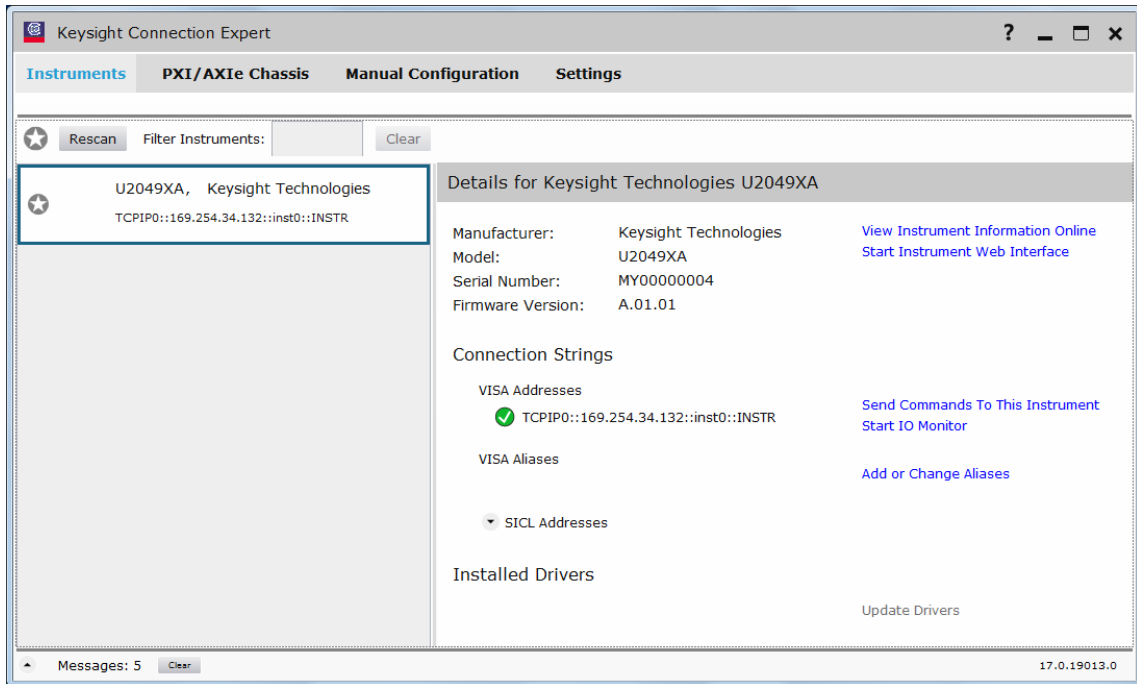 Keysight Connection Expert
?
Instruments PXI/AXIe Chassis Manual Configuration Settings
Rescan Filter Instruments: Clear
U2049XA, Keysight Technologies
TCPIP0::169.254.34.132::inst0::INSTR
Details for Keysight Technologies U2049XA
Manufacturer: Keysight Technologies View Instrument Information Online
Model: U2049XA Start Instrument Web Interface
Serial Number: MY00000004
Firmware Version: A.01.01
Connection Strings
VISA Addresses
TCPIP0::169.254.34.132::inst0::INSTR Send Commands To This Instrument
Start IO Monitor
VISA Aliases
Add or Change Aliases
SICL Addresses
Installed Drivers
Update Drivers
Messages: 5 Clear 17.0.19013.0